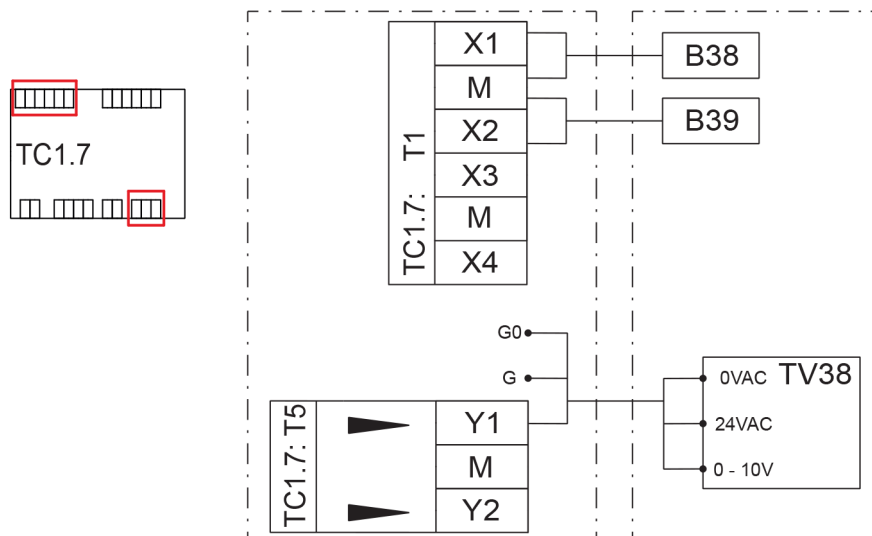 TC1.7
TC1.7: T1
X1
M
X2
X3
M
X4
B38
B39
G0
G
TC1.7: T5
Y1
M
Y2
0VAC TV38
24VAC
0 - 10V